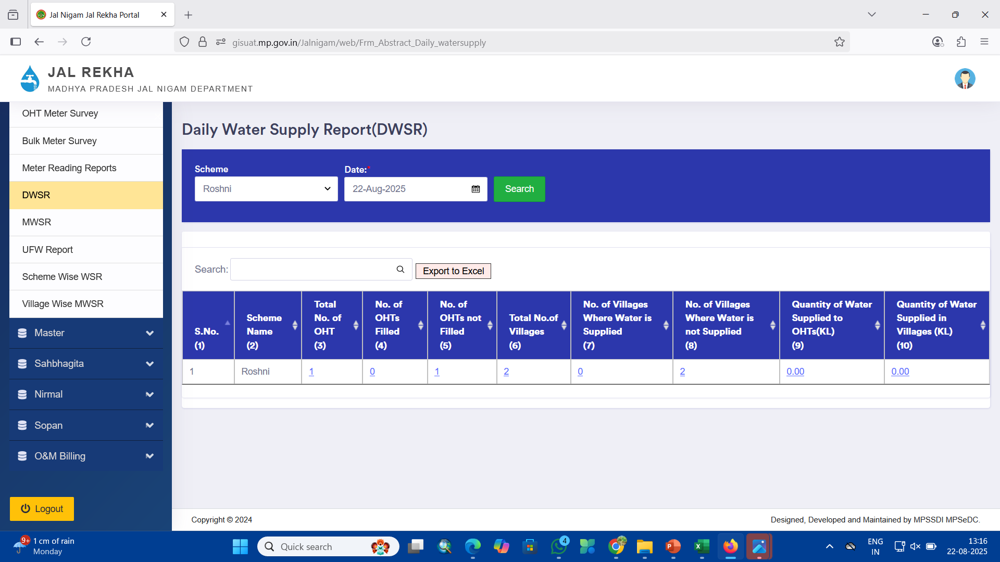 Jal Nigam Jal Rekha Portal
gisuat.mp.gov.in/Jalnigam/web/Frm_Abstract_Daily_watersupply
JAL REKHA
MADHYA PRADESH JAL NIGAM DEPARTMENT
OHT Meter Survey
Bulk Meter Survey
Meter Reading Reports
DWSR
MWSR
UFW Report
Scheme Wise WSR
Village Wise MWSR
Master
Sahbhagita
Nirmal
Sopan
O&M Billing
Logout
Daily Water Supply Report(DWSR)
Scheme
Roshni
Date:*
22-Aug-2025
Search
Search:
Export to Excel
S.No.
(1)
Scheme
Name
(2)
Total
No. of
OHT
(3)
No. of
OHTs
Filled
(4)
No. of
OHTs not
Filled
(5)
Total No.of
Villages
(6)
No. of Villages
Where Water is
Supplied
(7)
No. of Villages
Where Water is
not Supplied
(8)
Quantity of Water
Supplied to
OHTs(KL)
(9)
Quantity of Water
Supplied in
Villages (KL)
(10)
1 Roshni 1 0 1 2 0 2 0.00 0.00
Copyright © 2024
Designed, Developed and Maintained by MPSSDI MPSeDC.
9+
1 cm of rain
Monday
Quick search
4
ENG
IN
13:16
22-08-2025